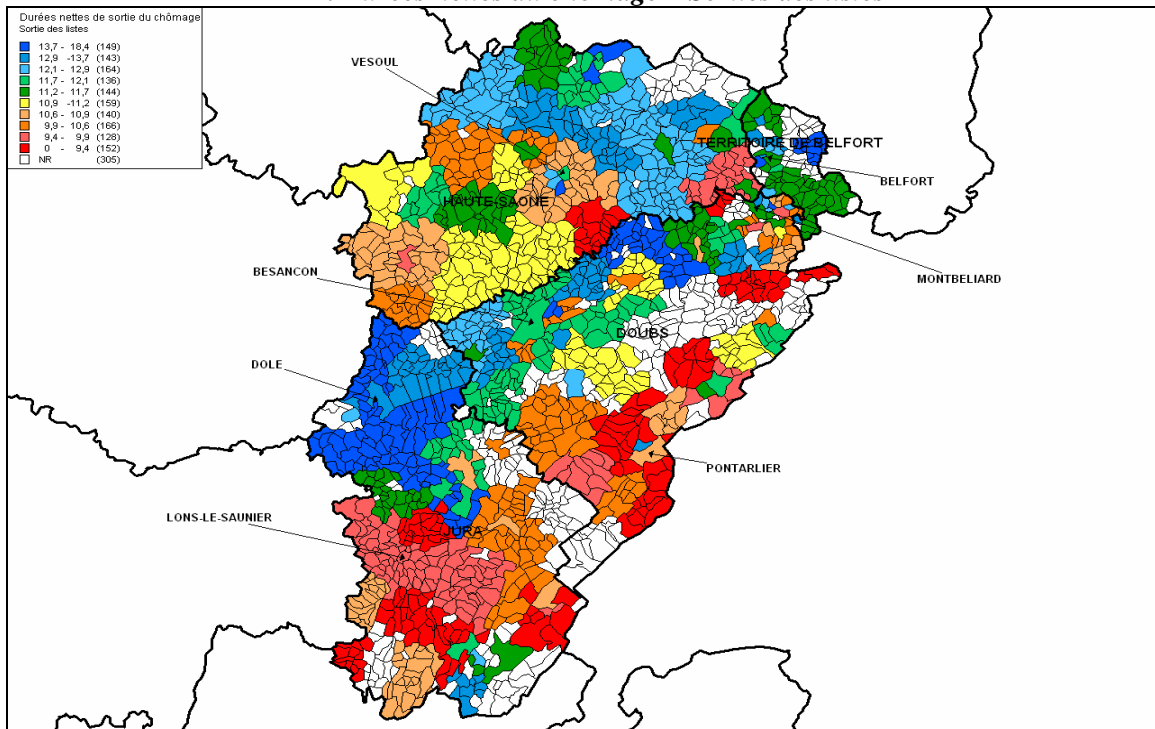 Durées nettes de sortie du chômage
Sortie des listes
13,7 - 18,4 (149)
12,9 -13,7 (143)
12,1 - 12,9 (164)
11,7 - 12,1 (136)
11,2 - 11,7 (144)
10,9 -11,2 (159)
10,6 - 10,9 (140)
9,9 - 10,6 (166)
9,4 - 9,9 (128)
0 - 9,4 (152)
NR (305)
VESOUL
TERRITOIRE DE BELFORT
BELFORT
HAUTE-SAONE
BESANCON
MONTBELIARD
DOUBS
DOLE
PONTARLIER
LONS-LE-SAUNIER
JURA